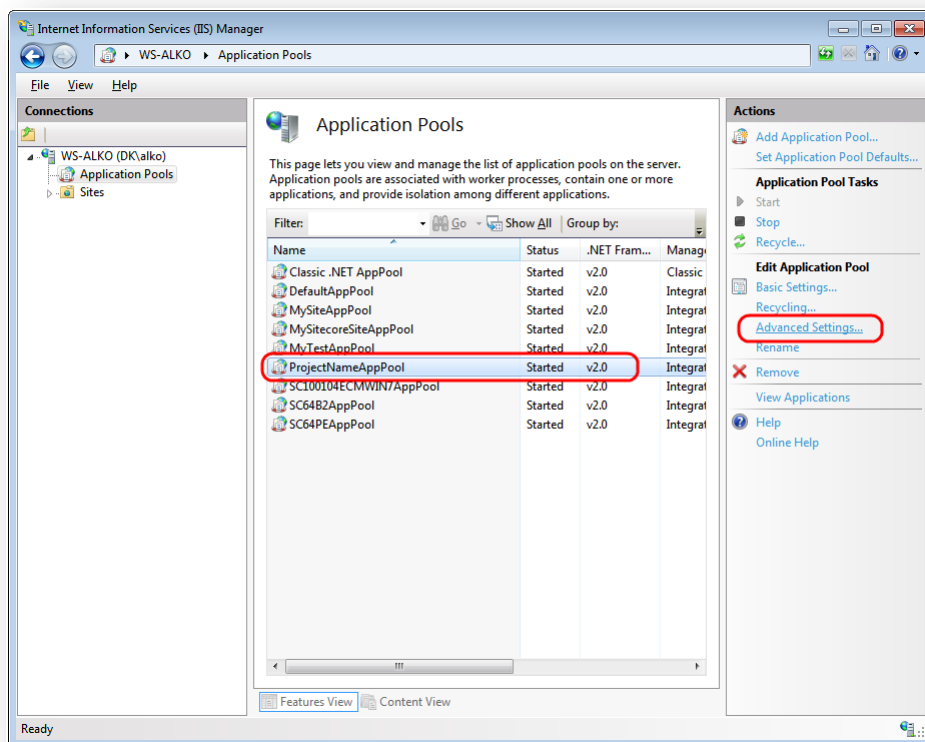 Internet Information Services (IIS) Manager
WS-ALKO
Application Pools
File View Help
Connections
WS-ALKO (DK\alko)
Application Pools
Sites
Application Pools
This page lets you view and manage the list of application pools on the server.
Application pools are associated with worker processes, contain one or more
applications, and provide isolation among different applications.
Filter: Go Show All Group by:
Name Status .NET Fram... Manag
Classic .NET AppPool Started v2.0 Classic
DefaultAppPool Started v2.0 Integrat
MySiteAppPool Started v2.0 Integrat
MySitecoreSiteAppPool Started v2.0 Integrat
MyTestAppPool Started v2.0 Integrat
ProjectNameAppPool Started v2.0 Integrat
SC100104ECMWIN7AppPool Started v2.0 Integrat
SC64B2AppPool Started v2.0 Integrat
SC64PEAppPool Started v2.0 Integrat
Features View Content View
Actions
Add Application Pool...
Set Application Pool Defaults...
Application Pool Tasks
Start
Stop
Recycle...
Edit Application Pool
Basic Settings...
Recycling...
Advanced Settings...
Rename
Remove
View Applications
Help
Online Help
Ready